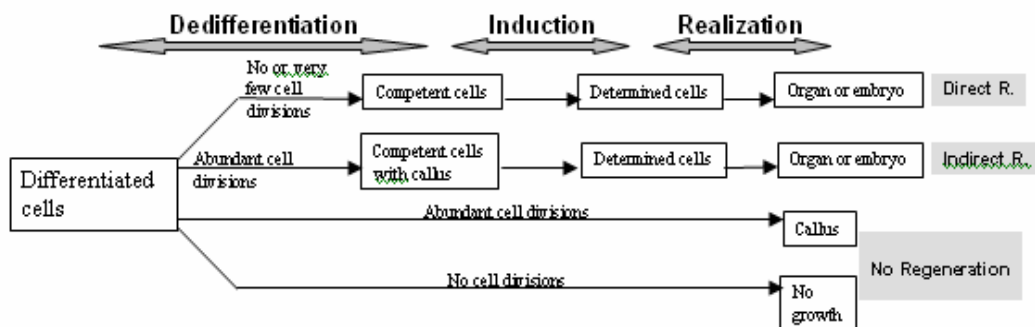 Dedifferentiation Induction Realization
No or very
few cell
divisions
Competent cells
Determined cells
Organ or embryo
Direct R.
Abundant cell
divisions
Competent cells
with callus
Determined cells
Organ or embryo
Indirect R.
Differentiated
cells
Abundant cell divisions
Callus
No Regeneration
No cell divisions
No
growth